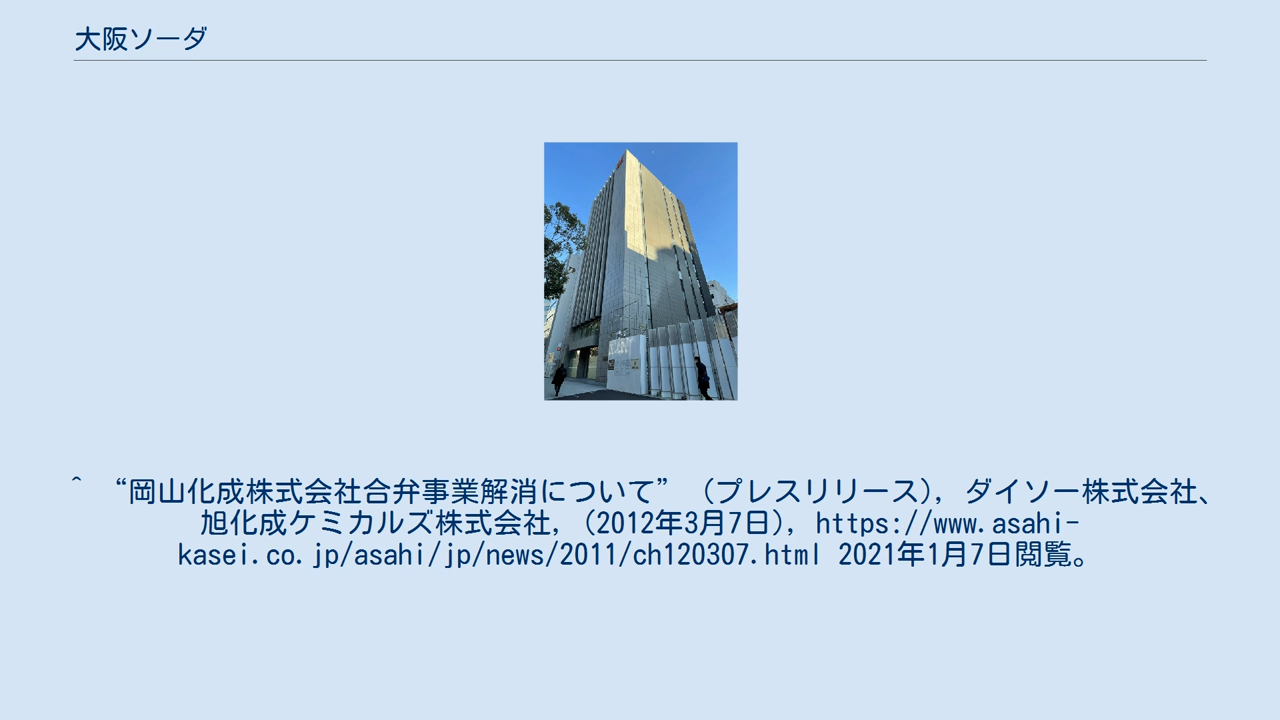 大阪ソーダ
^ “岡山化成株式会社合弁事業解消について” (プレスリリース), ダイソー株式会社、
旭化成ケミカルズ株式会社, (2012年3月7日), https://www.asahi-
kasei.co.jp/asahi/jp/news/2011/ch120307.html 2021年1月7日閲覧。